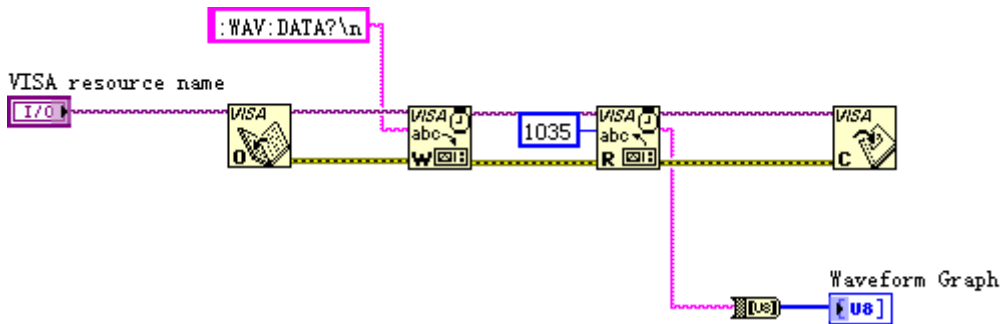 :WAV:DATA?\n
VISA resource name
I/O
VISA
O
VISA
abc
W
1035
VISA
abc
R
VISA
C
Waveform Graph
[U8]
[U8]